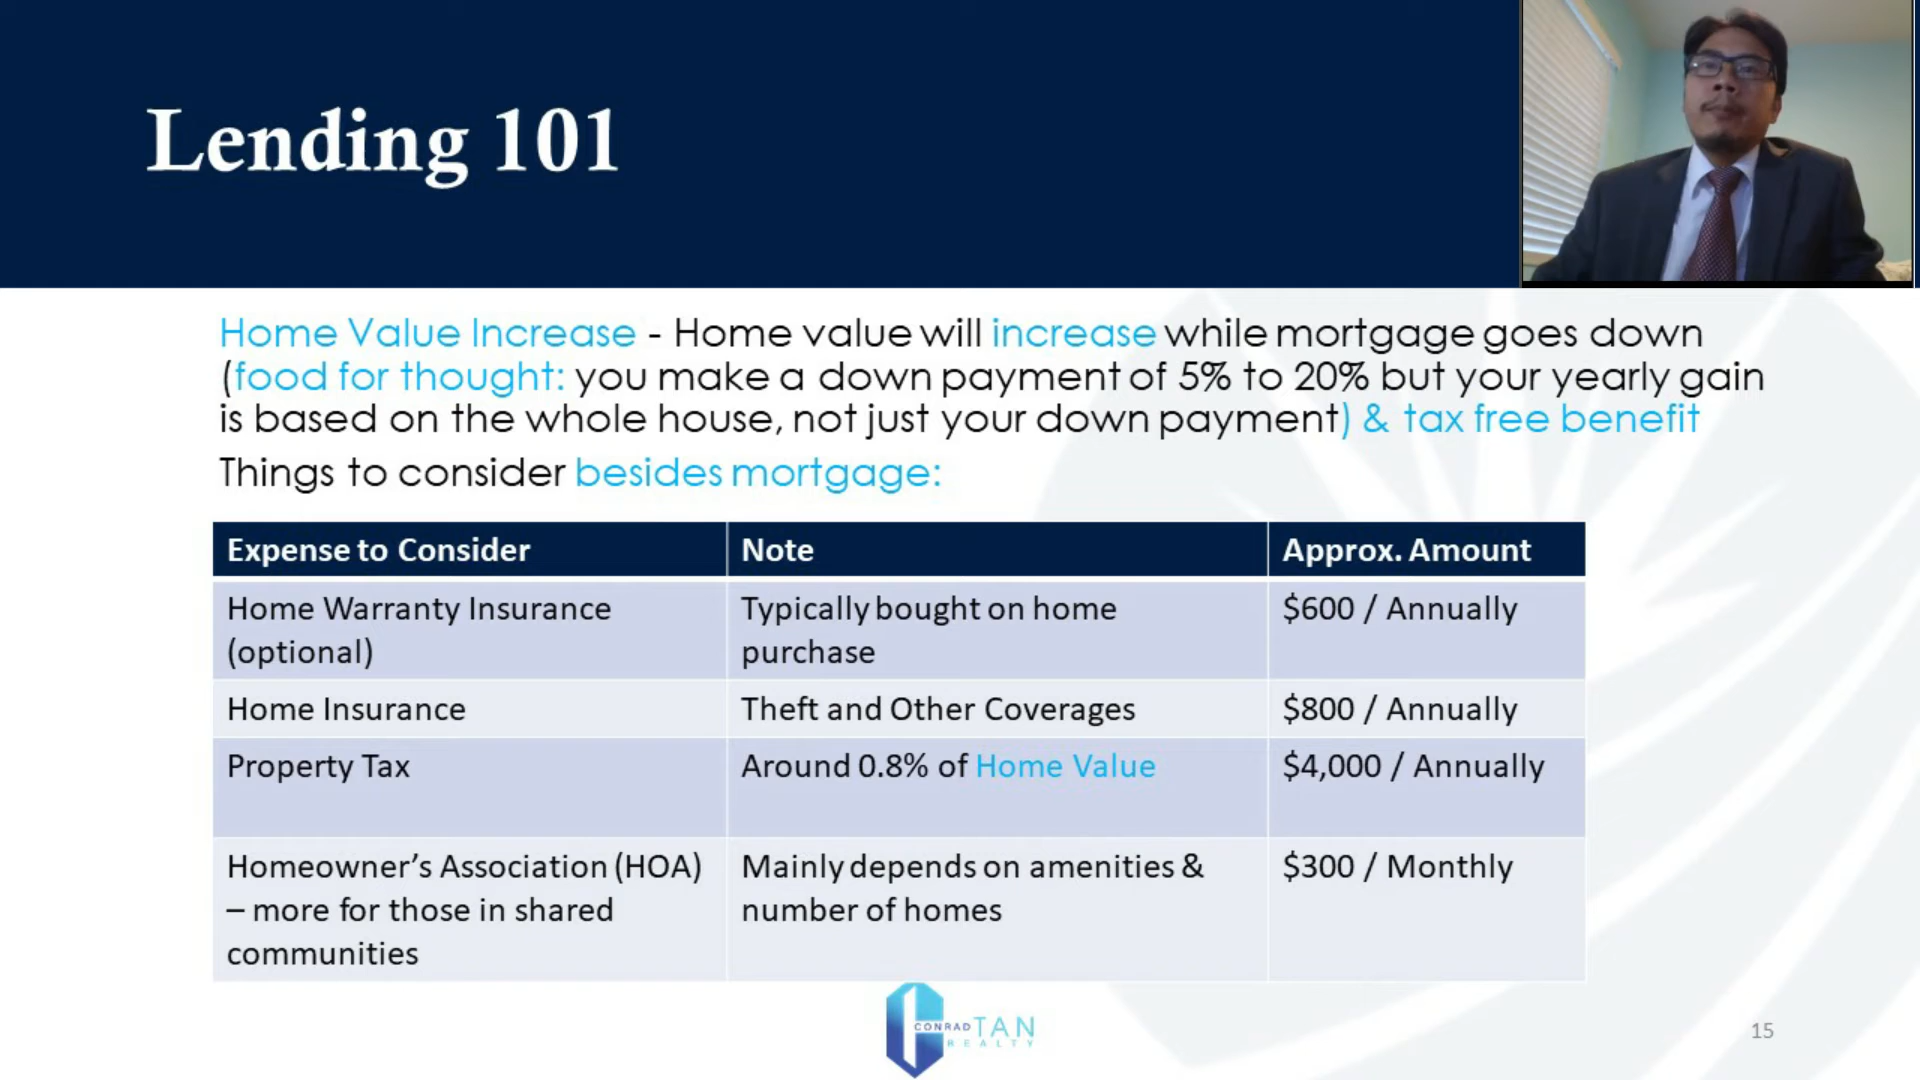 Lending 101
Home Value Increase - Home value will increase while mortgage goes down
(food for thought: you make a down payment of 5% to 20% but your yearly gain
is based on the whole house, not just your down payment) & tax free benefit
Things to consider besides mortgage:
Expense to Consider
Note
Approx. Amount
Home Warranty Insurance
(optional)
Typically bought on home
purchase
$600 / Annually
Home Insurance
Theft and Other Coverages
$800 / Annually
Property Tax
Around 0.8% of Home Value
$4,000 / Annually
Homeowner’s Association (HOA)
– more for those in shared
communities
Mainly depends on amenities &
number of homes
$300 / Monthly
CONRAD TAN
REALTY
15